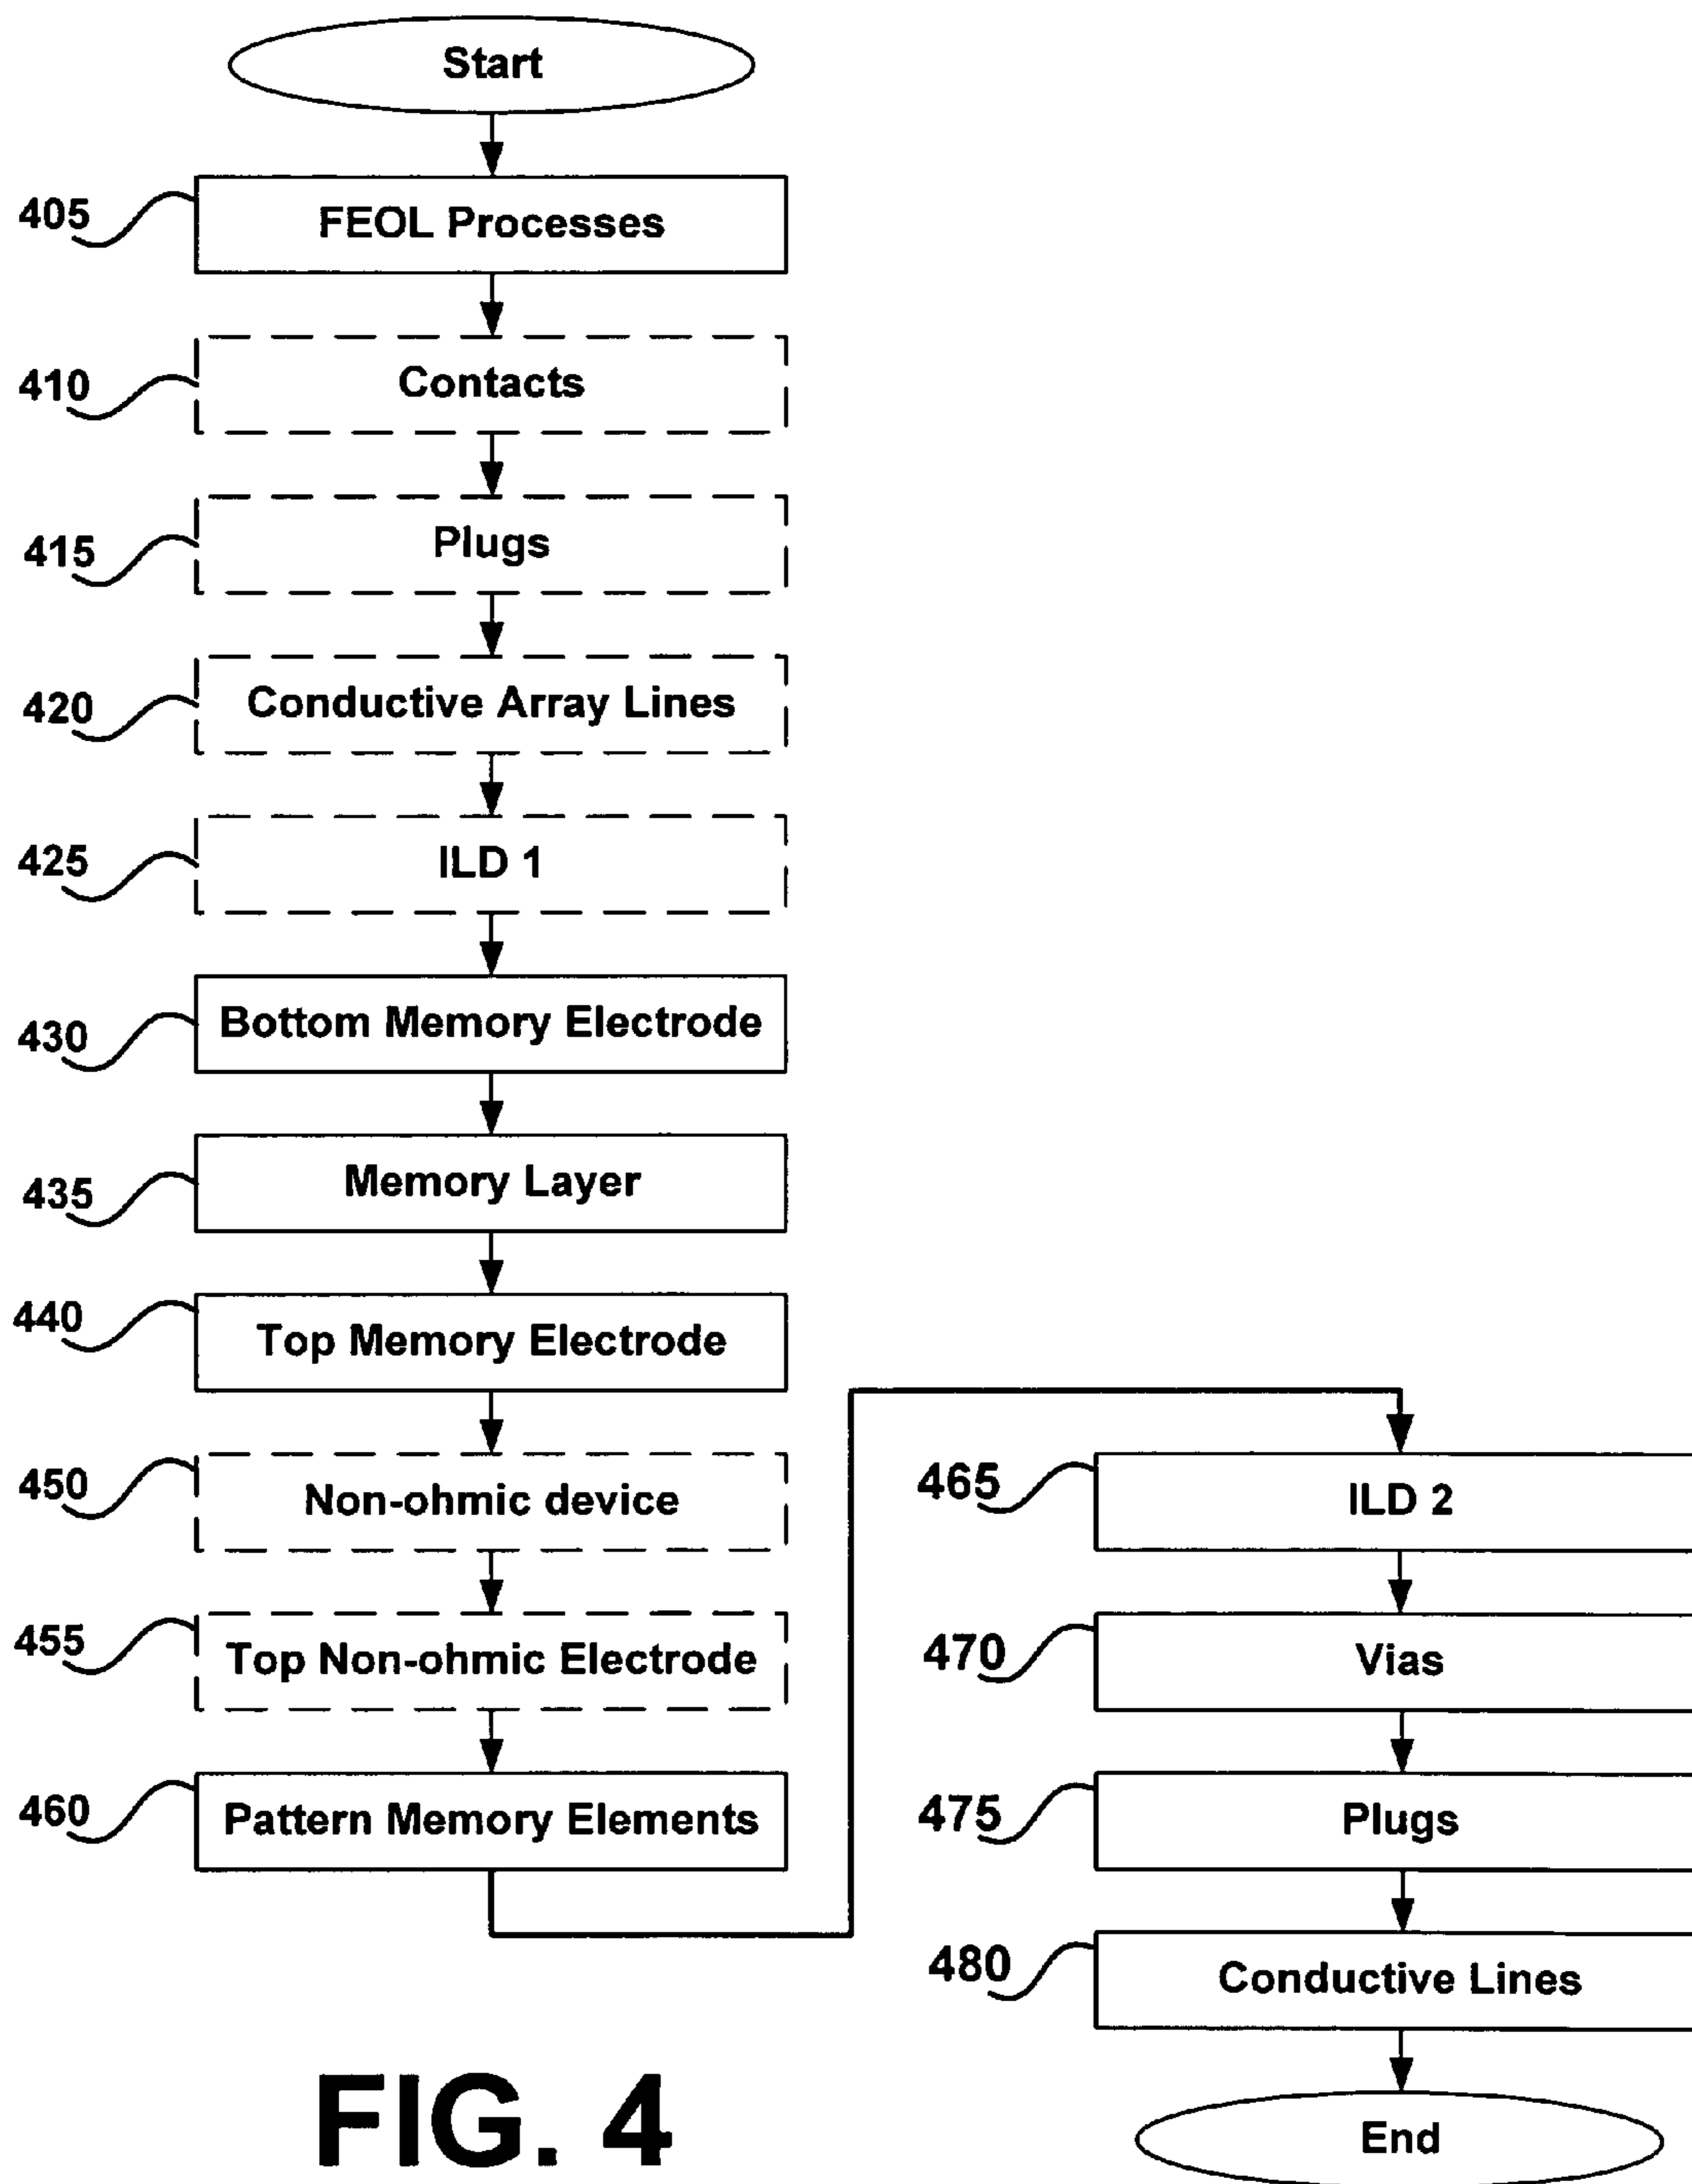 Start
405
FEOL Processes
410
Contacts
415
Plugs
420
Conductive Array Lines
425
ILD 1
430
Bottom Memory Electrode
435
Memory Layer
440
Top Memory Electrode
450
Non-ohmic device
455
Top Non-ohmic Electrode
460
Pattern Memory Elements
465
ILD 2
470
Vias
475
Plugs
480
Conductive Lines
End
FIG. 4